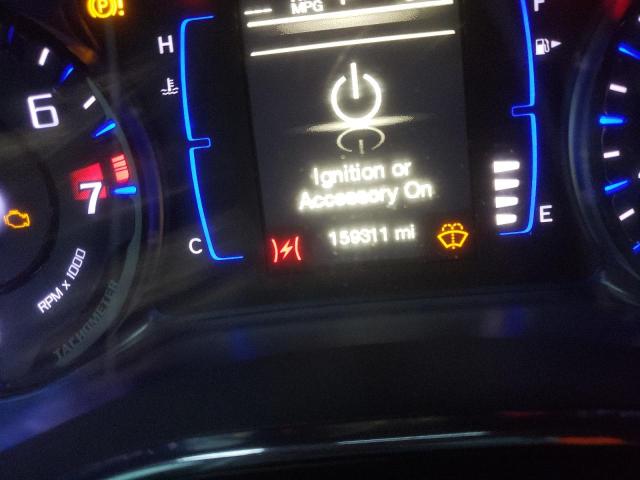 MPG
F
H
6
Ignition or
Accessory On
7
E
C
159311 mi
RPM x 1000
TACHOMETER